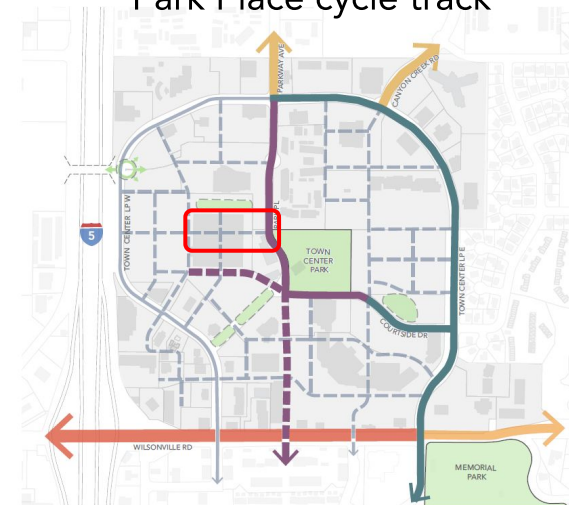 Park Place cycle track
PARKWAY AVE
CANYON CREEK RD
TOWN CENTER LP W
5
TOWN
CENTER
PARK
TOWN CENTER LP E
COURTSIDE DR
WILSONVILLE RD
MEMORIAL
PARK